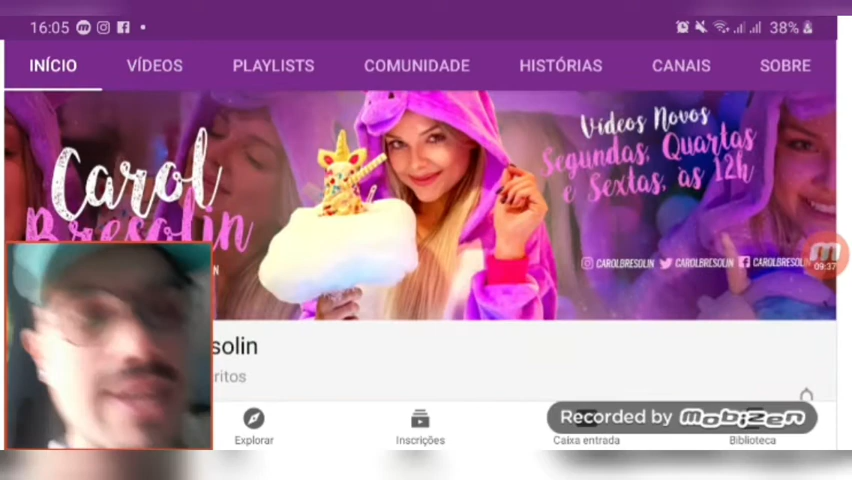 16:05
38%
INÍCIO VÍDEOS PLAYLISTS COMUNIDADE HISTÓRIAS CANAIS SOBRE
Carol
Bresolin
Vídeos Novos
Segundas, Quartas
e Sextas, às 12h
CAROLBRESOLIN CAROLBRESOLIN CAROLBRESOLIN
09:37
solin
ritos
Recorded by mobizen
Explorar Inscrições Caixa entrada Biblioteca